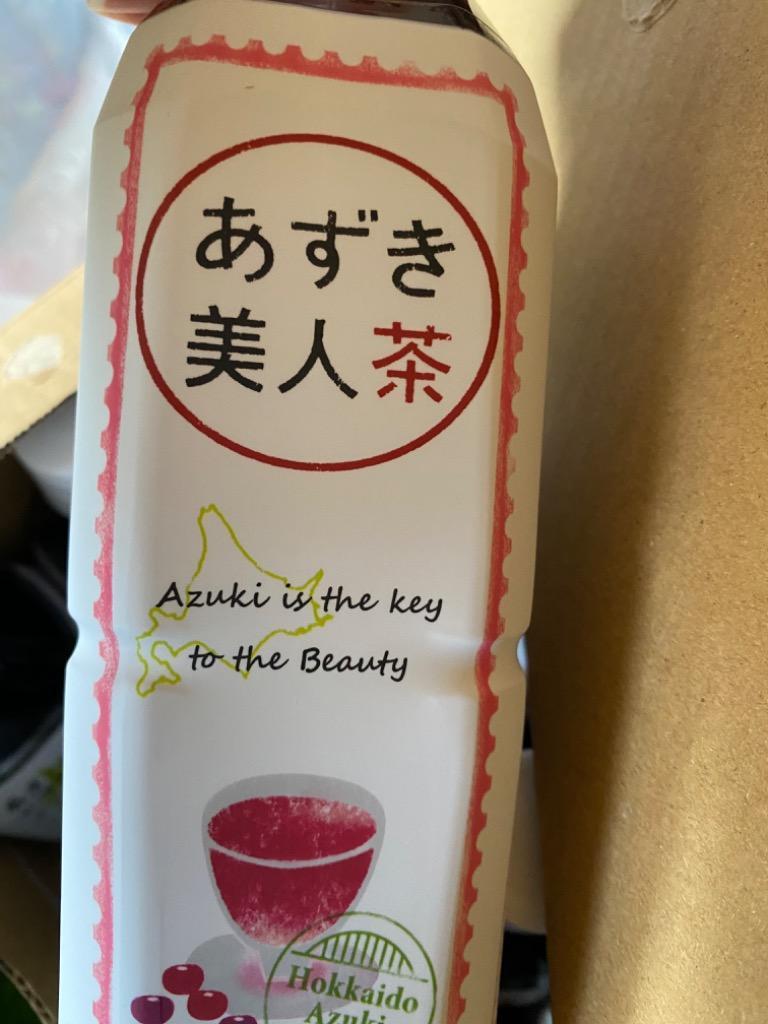 あずき
美人茶
Azuki is the key
to the Beauty
Hokkaido
Azuki